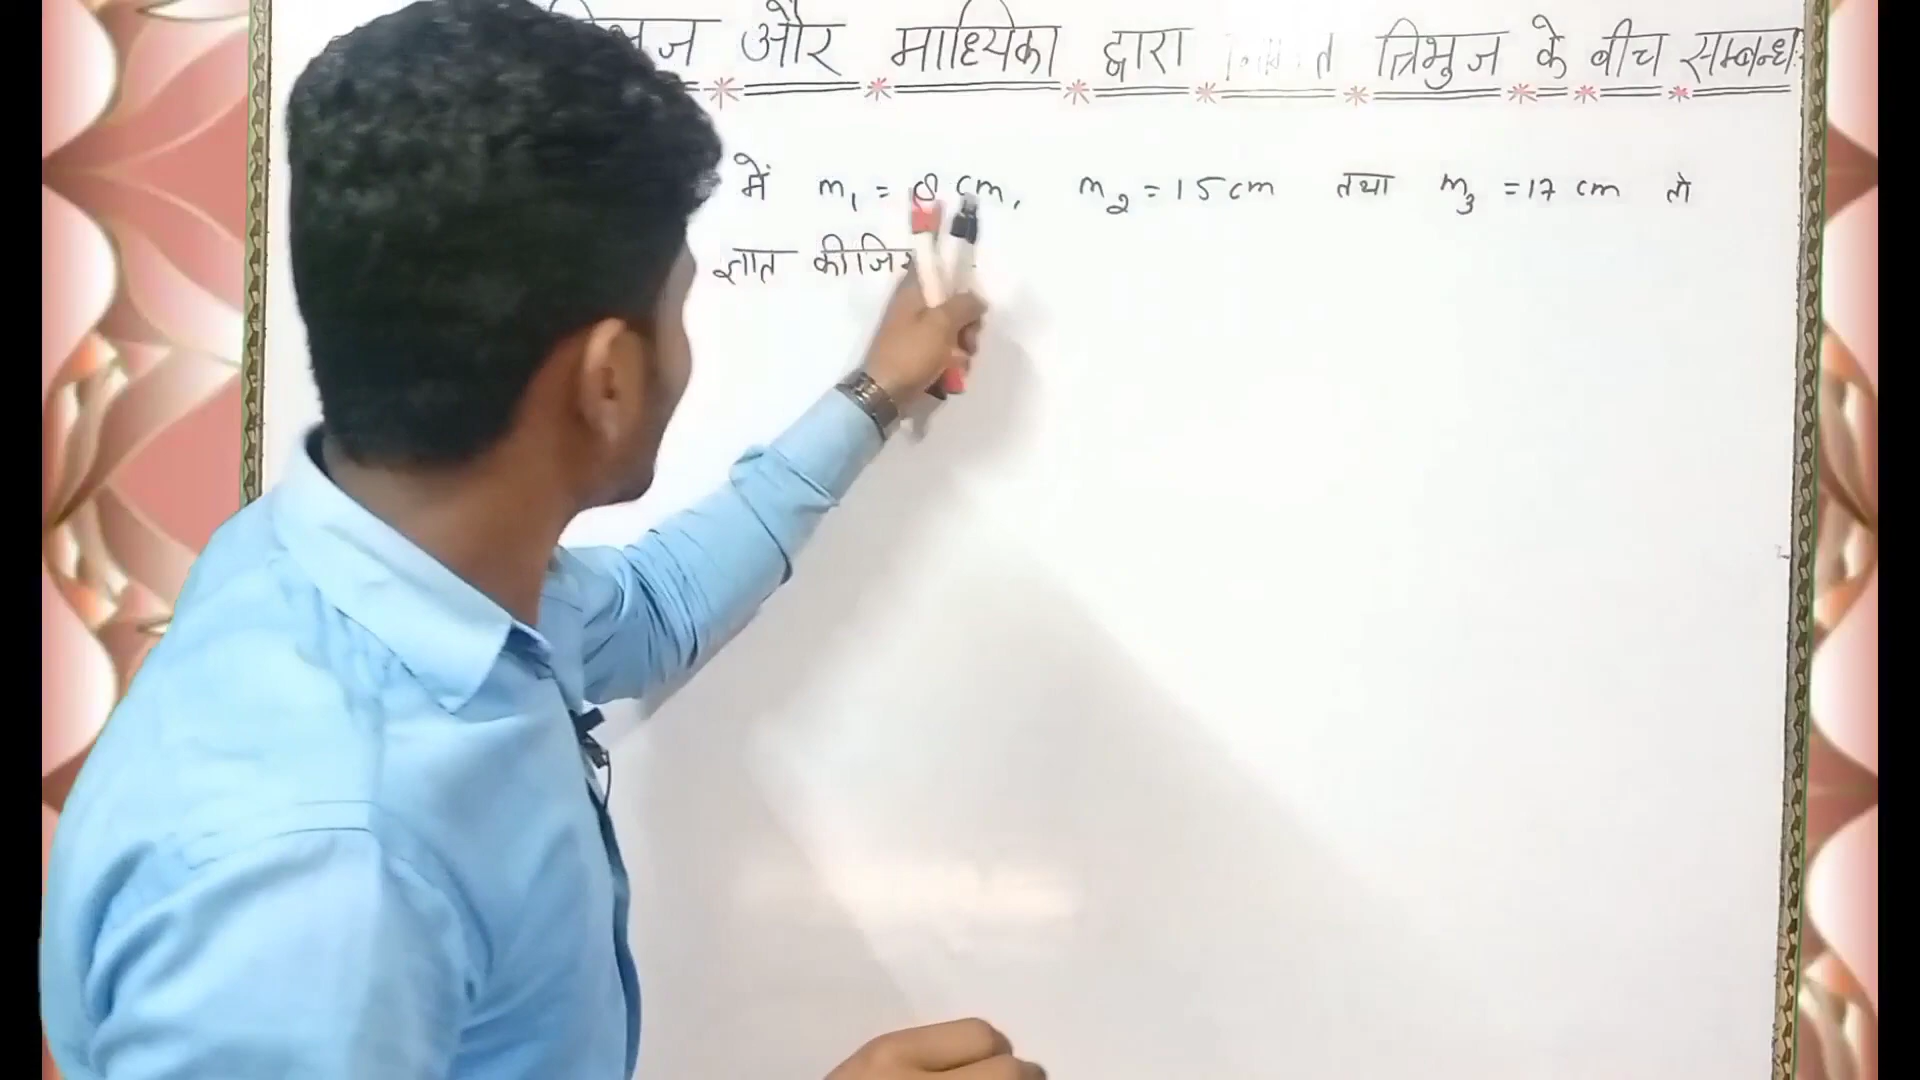 और माध्यिका द्वारा त्रिभुज के बीच सम्बन्ध:
में m₁ = 8 cm, m₂ = 15 cm तथा m₃ = 17 cm तो
ज्ञात कीजिए